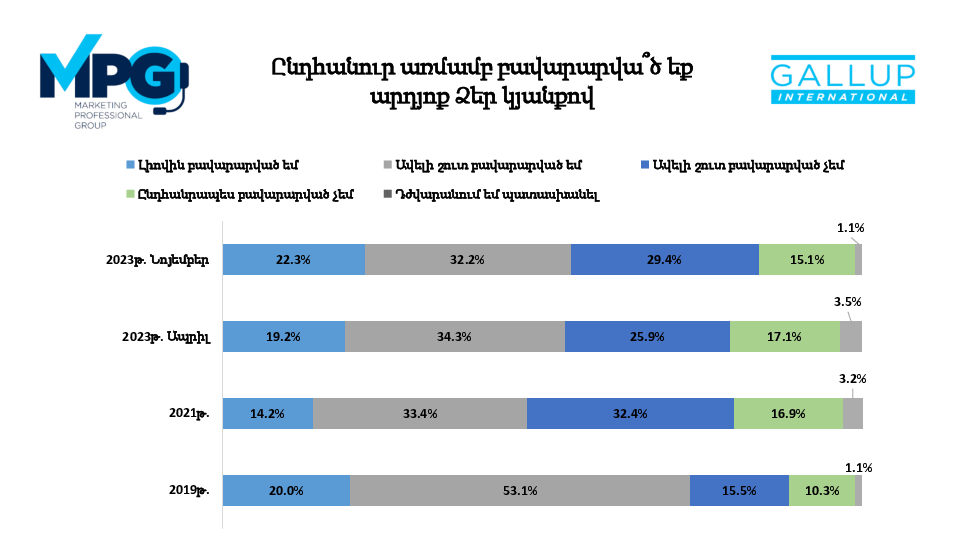 MPG
MARKETING
PROFESSIONAL
GROUP
Ընդհանուր առմամբ բավարարվա՞ծ եք
արդյոք Ձեր կյանքով
GALLUP
INTERNATIONAL
Լիովին բավարարված եմ
Ավելի շուտ բավարարված եմ
Ավելի շուտ բավարարված չեմ
Ընդհանրապես բավարարված չեմ
Դժվարանում եմ պատասխանել
1.1%
2023թ. Նոյեմբեր 22.3% 32.2% 29.4% 15.1%
3.5%
2023թ. Ապրիլ 19.2% 34.3% 25.9% 17.1%
3.2%
2021թ. 14.2% 33.4% 32.4% 16.9%
1.1%
2019թ. 20.0% 53.1% 15.5% 10.3%